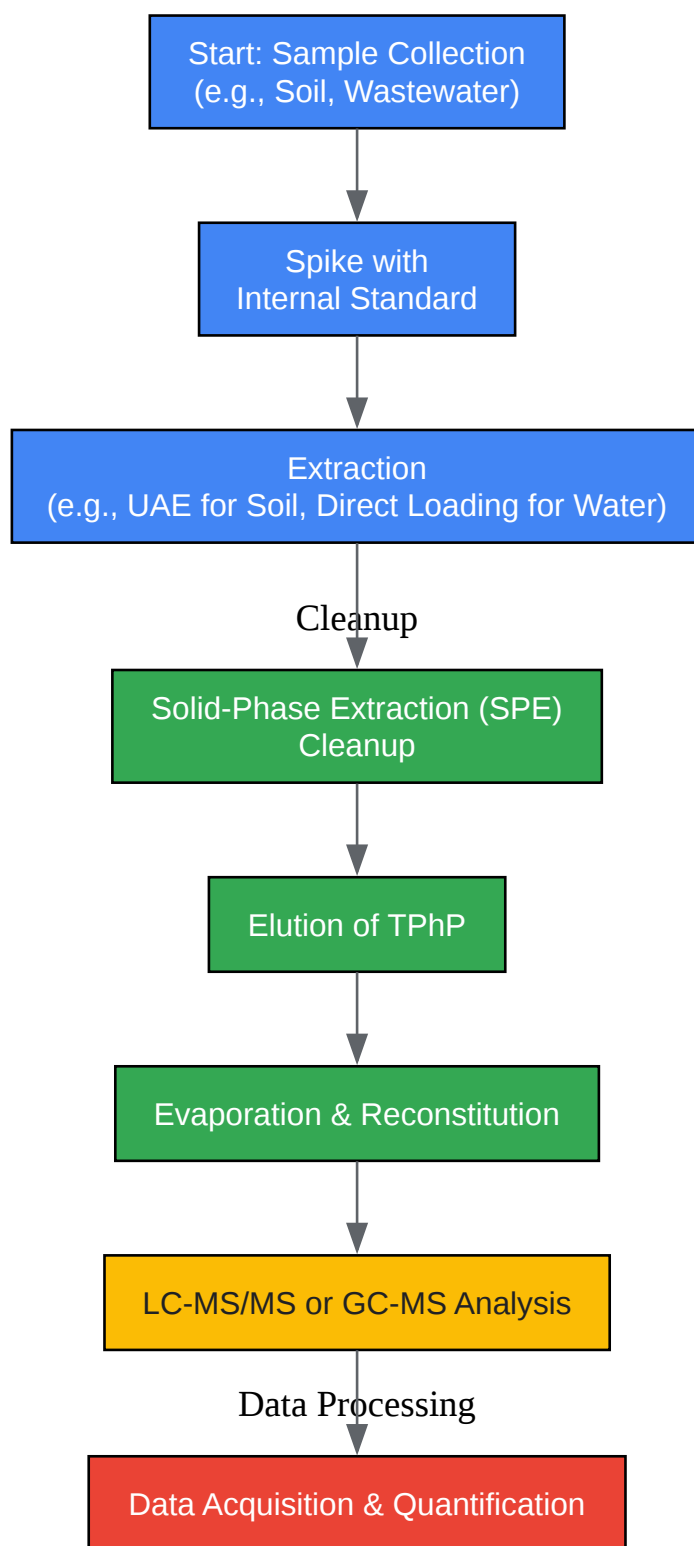 Start: Sample Collection
(e.g., Soil, Wastewater)
Spike with
Internal Standard
Extraction
(e.g., UAE for Soil, Direct Loading for Water)
Cleanup
Solid-Phase Extraction (SPE)
Cleanup
Elution of TPhP
Evaporation & Reconstitution
LC-MS/MS or GC-MS Analysis
Data Processing
Data Acquisition & Quantification